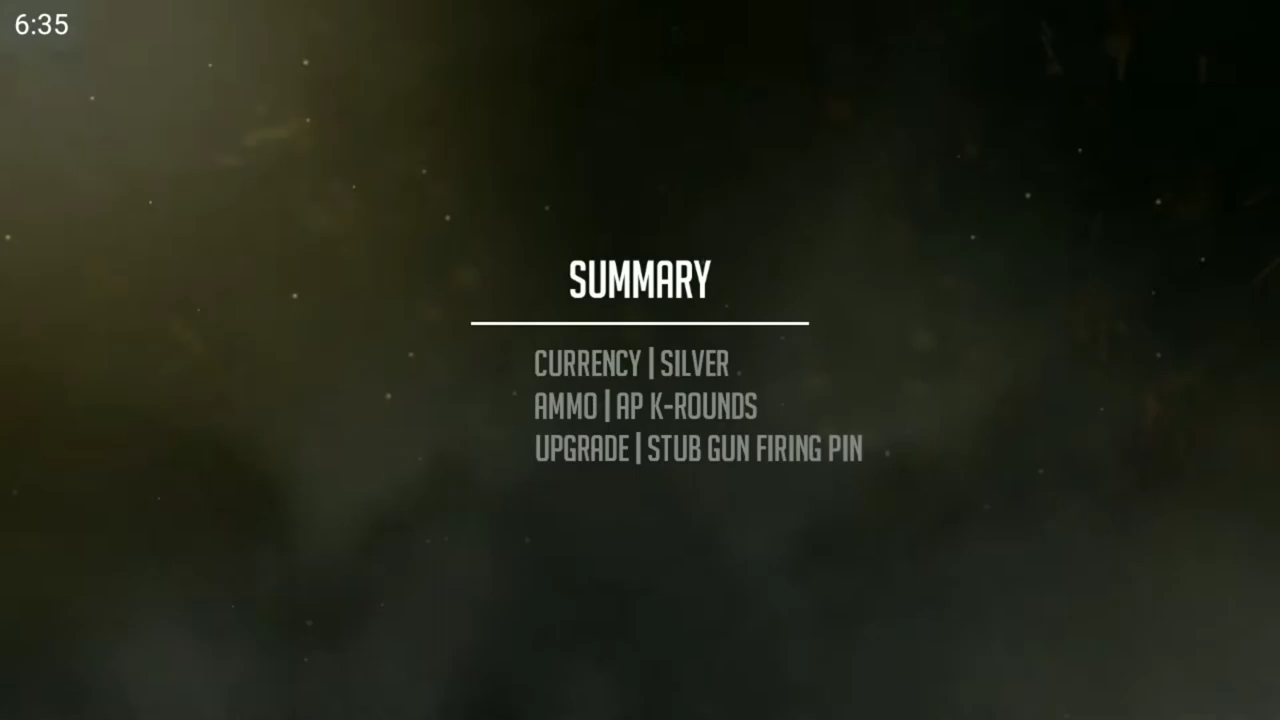 6:35
SUMMARY
CURRENCY | SILVER
AMMO | AP K-ROUNDS
UPGRADE | STUB GUN FIRING PIN